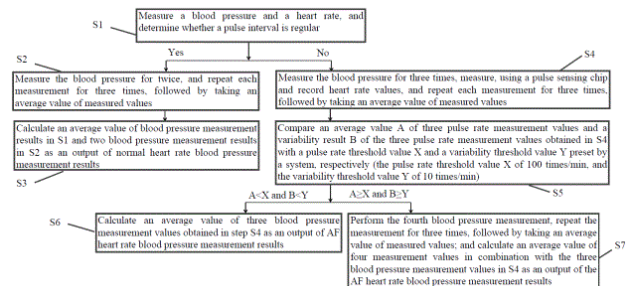 S1
Measure a blood pressure and a heart rate, and
determine whether a pulse interval is regular
Yes
No
S2
Measure the blood pressure for twice, and repeat each
measurement for three times, followed by taking an
average value of measured values
S4
Measure the blood pressure for three times, measure, using a pulse sensing chip
and record heart rate values, and repeat each measurement for three times,
followed by taking an average value of measured values
Calculate an average value of blood pressure measurement
results in S1 and two blood pressure measurement results
in S2 as an output of normal heart rate blood pressure
measurement results
S3
Compare an average value A of three pulse rate measurement values and a
variability result B of the three pulse rate measurement values obtained in S4
with a pulse rate threshold value X and a variability threshold value Y preset by
a system, respectively (the pulse rate threshold value X of 100 times/min, and
the variability threshold value Y of 10 times/min)
S5
A<X and B<Y
A≥X and B≥Y
S6
Calculate an average value of three blood pressure
measurement values obtained in step S4 as an output of AF
heart rate blood pressure measurement results
Perform the fourth blood pressure measurement, repeat the
measurement for three times, followed by taking an average
value of measured values; and calculate an average value of
four measurement values in combination with the three
blood pressure measurement values in S4 as an output of the
AF heart rate blood pressure measurement results
S7